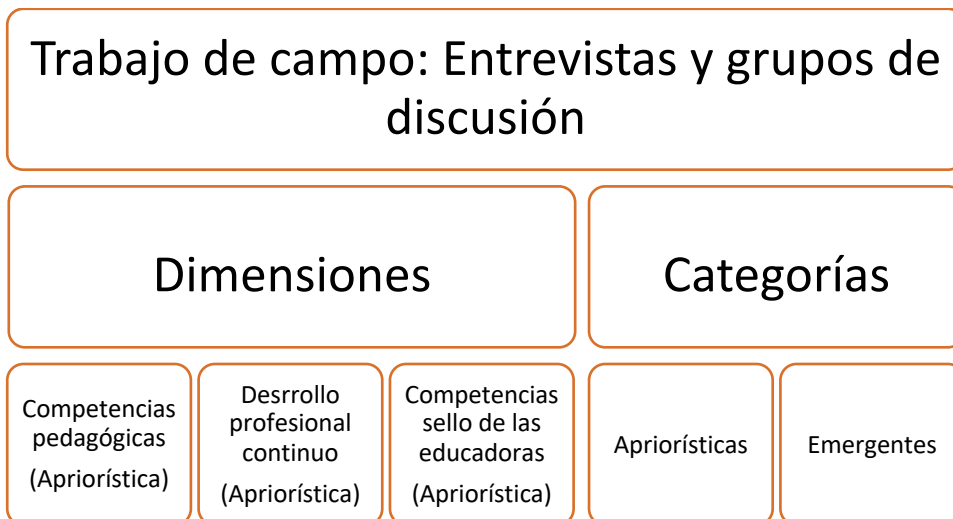 Trabajo de campo: Entrevistas y grupos de
discusión
Dimensiones
Categorías
Competencias
pedagógicas
(Apriorística)
Desrrollo
profesional
continuo
(Apriorística)
Competencias
sello de las
educadoras
(Apriorística)
Apriorísticas
Emergentes